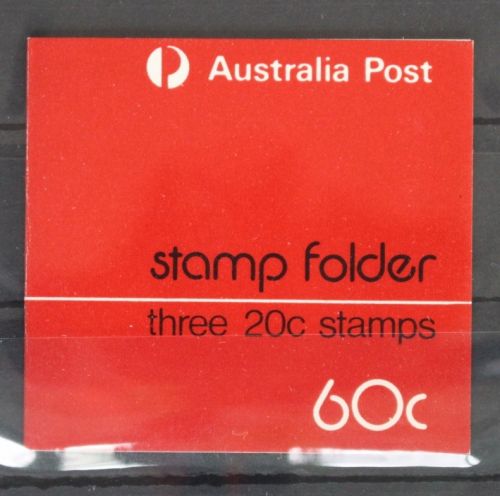 Australia Post
stamp folder
three 20c stamps
60c